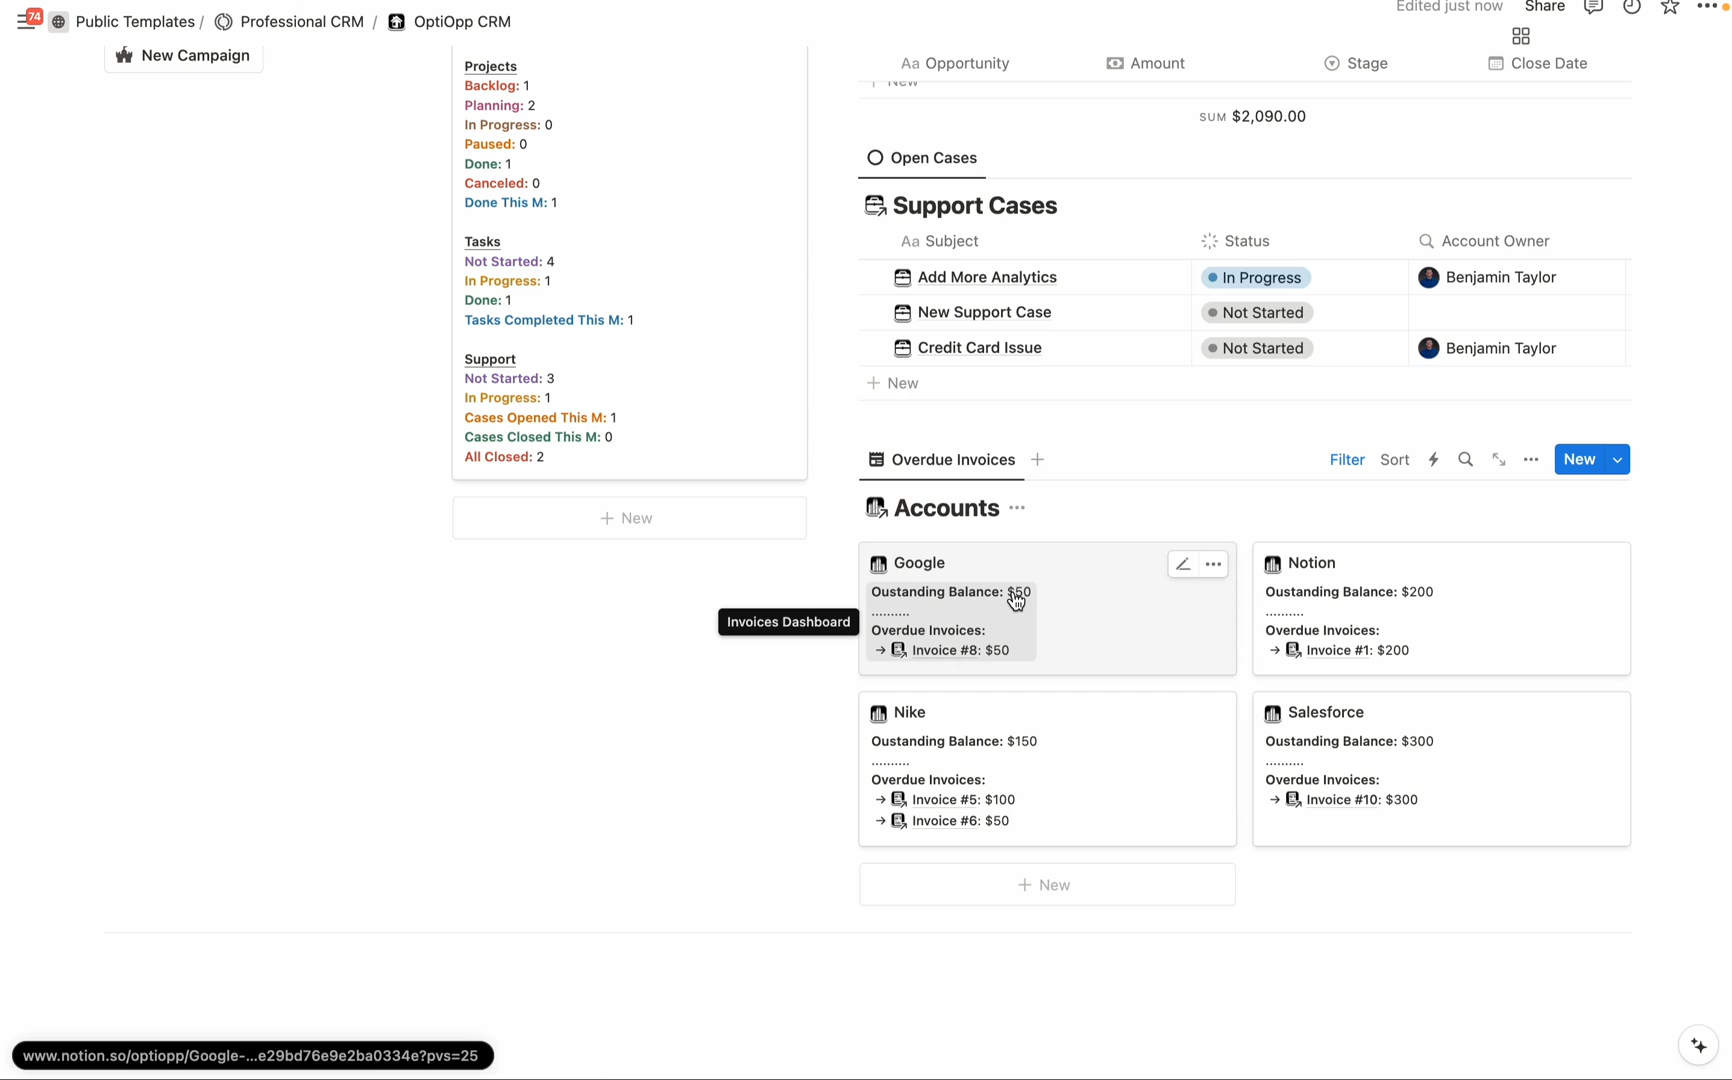 74 Public Templates / Professional CRM / OptiOpp CRM
Edited just now Share
New Campaign
Projects
Backlog: 1
Planning: 2
In Progress: 0
Paused: 0
Done: 1
Canceled: 0
Done This M: 1
Tasks
Not Started: 4
In Progress: 1
Done: 1
Tasks Completed This M: 1
Support
Not Started: 3
In Progress: 1
Cases Opened This M: 1
Cases Closed This M: 0
All Closed: 2
+ New
Aa Opportunity Amount Stage Close Date
+ New
SUM $2,090.00
Open Cases
Support Cases
Aa Subject Status Account Owner
Add More Analytics In Progress Benjamin Taylor
New Support Case Not Started
Credit Card Issue Not Started Benjamin Taylor
+ New
Overdue Invoices + Filter Sort New
Accounts
Google
Oustanding Balance: $50
..........
Overdue Invoices:
→ Invoice #8: $50
Invoices Dashboard
Notion
Oustanding Balance: $200
..........
Overdue Invoices:
→ Invoice #1: $200
Nike
Oustanding Balance: $150
..........
Overdue Invoices:
→ Invoice #5: $100
→ Invoice #6: $50
Salesforce
Oustanding Balance: $300
..........
Overdue Invoices:
→ Invoice #10: $300
+ New
www.notion.so/optiopp/Google-...e29bd76e9e2ba0334e?pvs=25